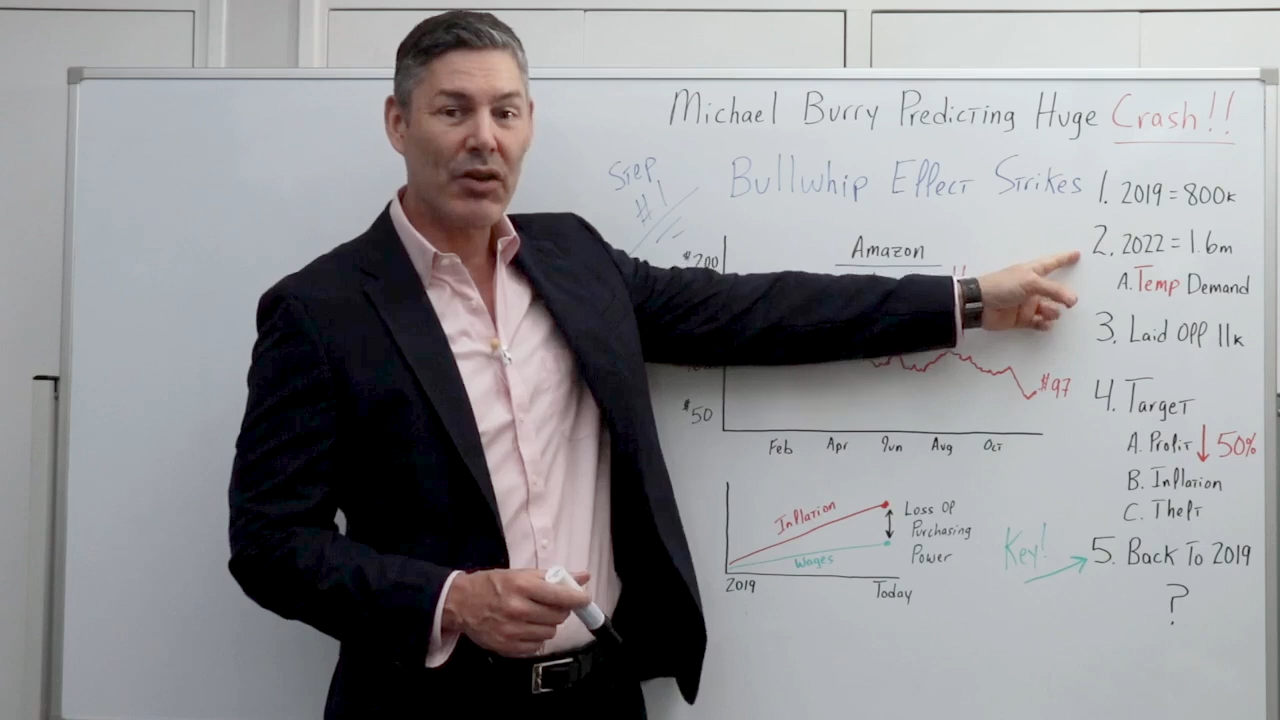 Michael Burry Predicting Huge Crash!!
Step
#1
Bullwhip Effect Strikes
Amazon
$200
$50
$97
Feb Apr Jun Aug Oct
Inflation
Wages
2019
Today
Loss Of
Purchasing
Power
1. 2019 = 800k
2. 2022 = 1.6m
A. Temp Demand
3. Laid Off 11k
4. Target
A. Profit ↓ 50%
B. Inflation
C. Theft
Key!
5. Back To 2019
?